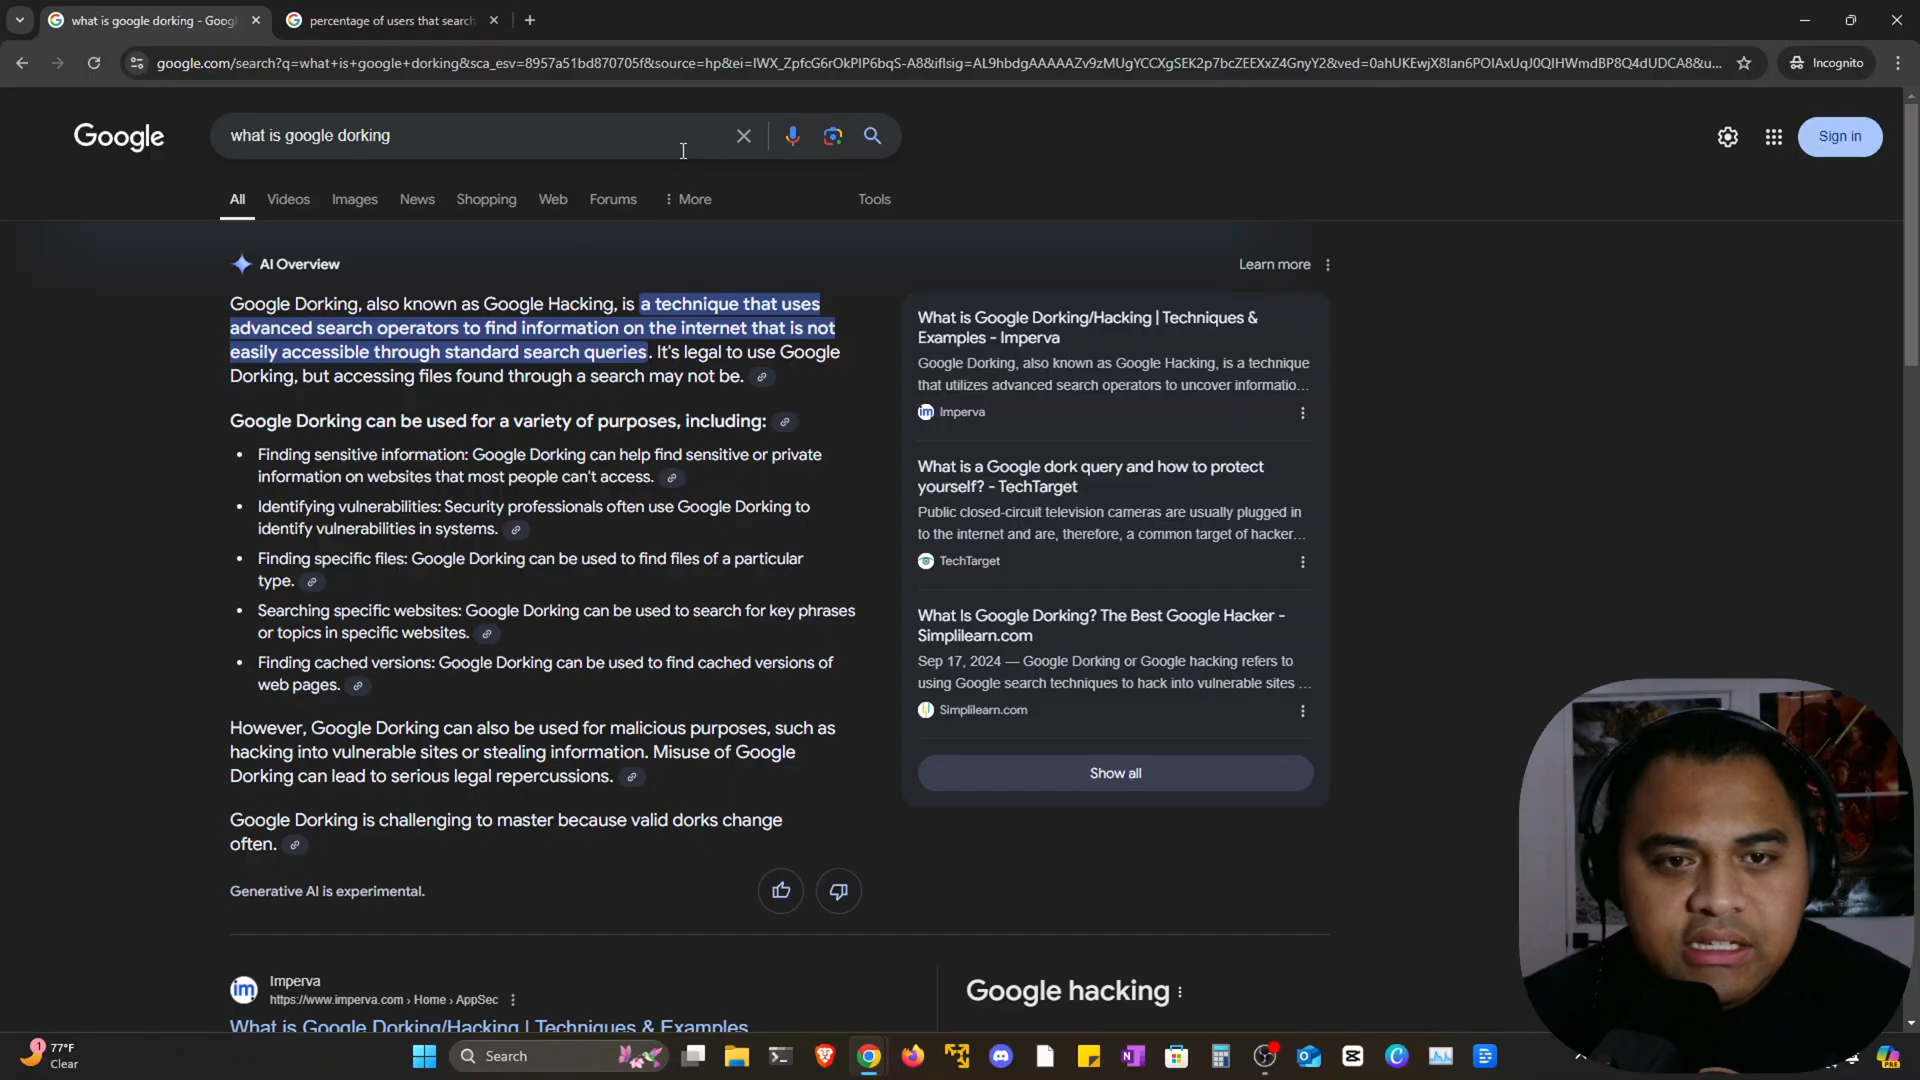 what is google dorking - Goog
percentage of users that search
google.com/search?q=what+is+google+dorking&sca_esv=8957a51bd870705f&source=hp&ei=IWX_ZpfcG6rOkPIP6bqS-A8&iflsig=AL9hbdgAAAAAZv9zMUgYCCXgSEK2p7bcZEEXxZ4GnyY2&ved=0ahUKEwjX8Ian6POIAxUqJ0QIHWmdBP8Q4dUDCA8&u...
Incognito
Google
what is google dorking
Sign in
All
Videos
Images
News
Shopping
Web
Forums
More
Tools
AI Overview
Learn more
Google Dorking, also known as Google Hacking, is a technique that uses
advanced search operators to find information on the internet that is not
easily accessible through standard search queries. It's legal to use Google
Dorking, but accessing files found through a search may not be.
Google Dorking can be used for a variety of purposes, including:
• Finding sensitive information: Google Dorking can help find sensitive or private
information on websites that most people can't access.
• Identifying vulnerabilities: Security professionals often use Google Dorking to
identify vulnerabilities in systems.
• Finding specific files: Google Dorking can be used to find files of a particular
type.
• Searching specific websites: Google Dorking can be used to search for key phrases
or topics in specific websites.
• Finding cached versions: Google Dorking can be used to find cached versions of
web pages.
However, Google Dorking can also be used for malicious purposes, such as
hacking into vulnerable sites or stealing information. Misuse of Google
Dorking can lead to serious legal repercussions.
Google Dorking is challenging to master because valid dorks change
often.
Generative AI is experimental.
What is Google Dorking/Hacking | Techniques &
Examples - Imperva
Google Dorking, also known as Google Hacking, is a technique
that utilizes advanced search operators to uncover informatio...
im
Imperva
What is a Google dork query and how to protect
yourself? - TechTarget
Public closed-circuit television cameras are usually plugged in
to the internet and are, therefore, a common target of hacker...
TechTarget
What Is Google Dorking? The Best Google Hacker -
Simplilearn.com
Sep 17, 2024 — Google Dorking or Google hacking refers to
using Google search techniques to hack into vulnerable sites ...
Simplilearn.com
Show all
im
Imperva
https://www.imperva.com › Home › AppSec
What is Google Dorking/Hacking | Techniques & Examples
Google hacking
1
77°F
Clear
Search
PRE